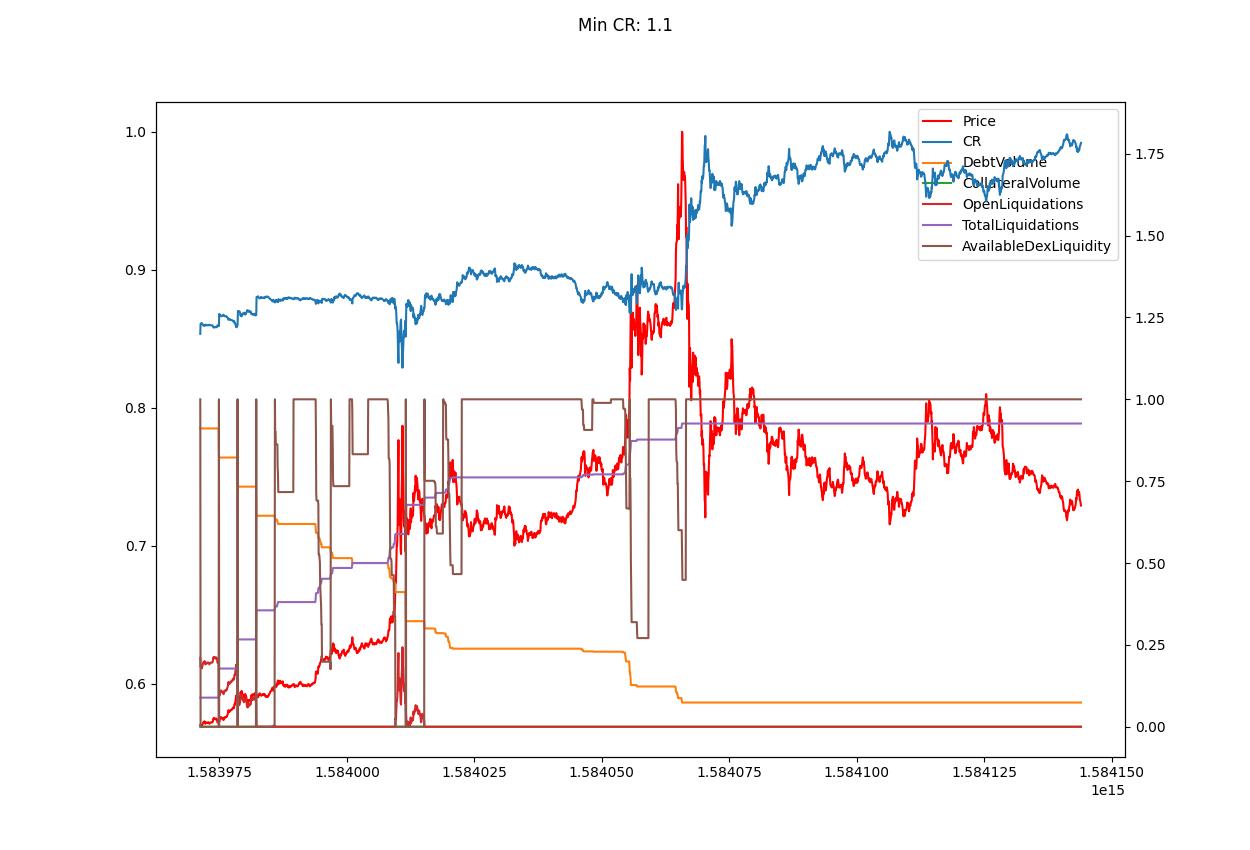 Min CR: 1.1
1.0
0.9
0.8
0.7
0.6
Price
CR
DebtVolume
CollateralVolume
OpenLiquidations
TotalLiquidations
AvailableDexLiquidity
1.75
1.50
1.25
1.00
0.75
0.50
0.25
0.00
1.583975 1.584000 1.584025 1.584050 1.584075 1.584100 1.584125 1.584150
1e15